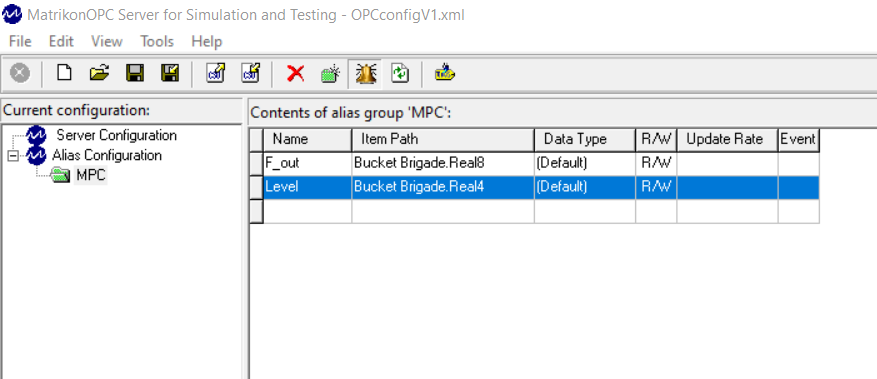 MatrikonOPC Server for Simulation and Testing - OPCconfigV1.xml
File Edit View Tools Help
Current configuration:
Server Configuration
Alias Configuration
MPC
Contents of alias group 'MPC':
Name Item Path Data Type R/W Update Rate Event
F_out Bucket Brigade.Real8 (Default) R/W
Level Bucket Brigade.Real4 (Default) R/W